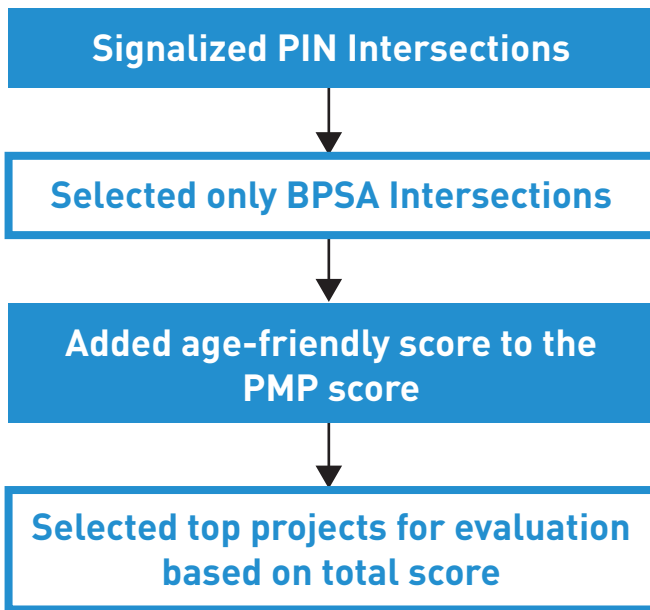 Signalized PIN Intersections
Selected only BPSA Intersections
Added age-friendly score to the
PMP score
Selected top projects for evaluation
based on total score